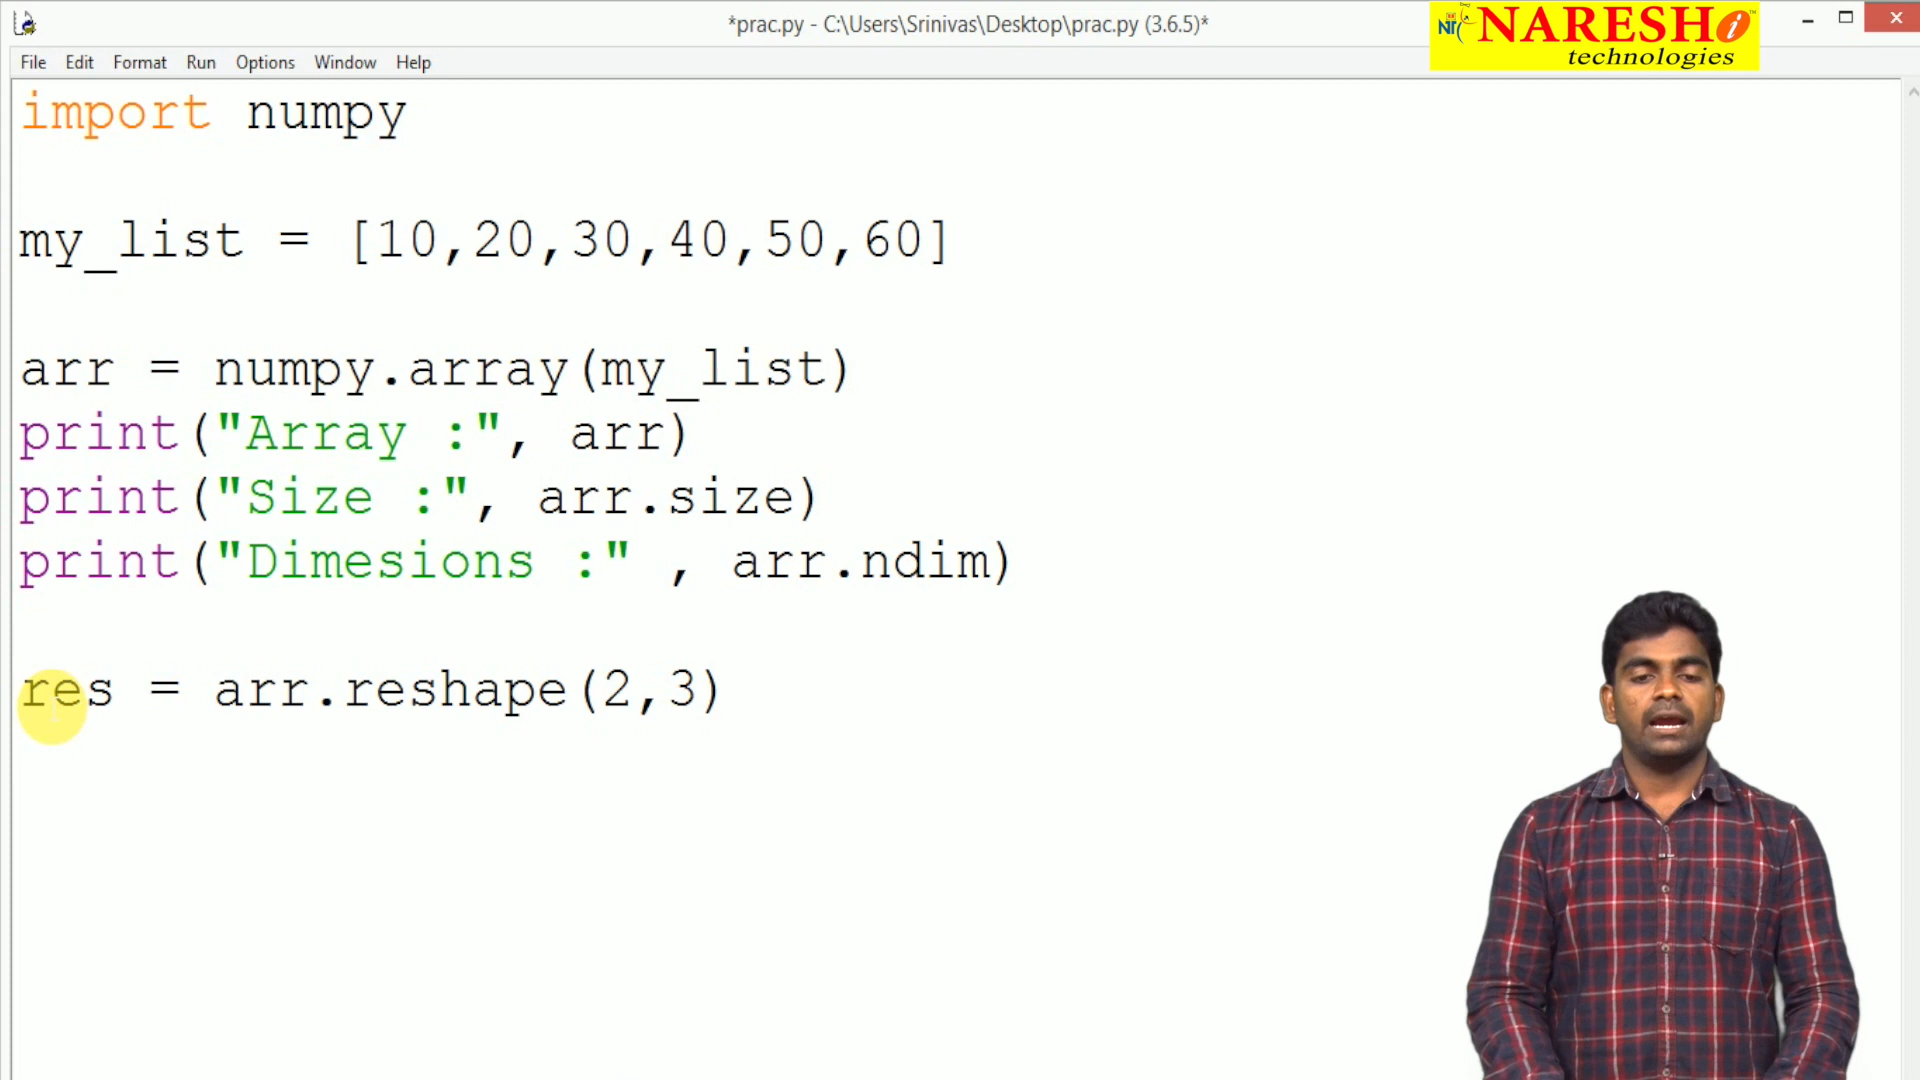 *prac.py - C:\Users\Srinivas\Desktop\prac.py (3.6.5)*
NARESH i
technologies
File Edit Format Run Options Window Help
import numpy
my_list = [10,20,30,40,50,60]
arr = numpy.array(my_list)
print("Array :", arr)
print("Size :", arr.size)
print("Dimesions :" , arr.ndim)
res = arr.reshape(2,3)